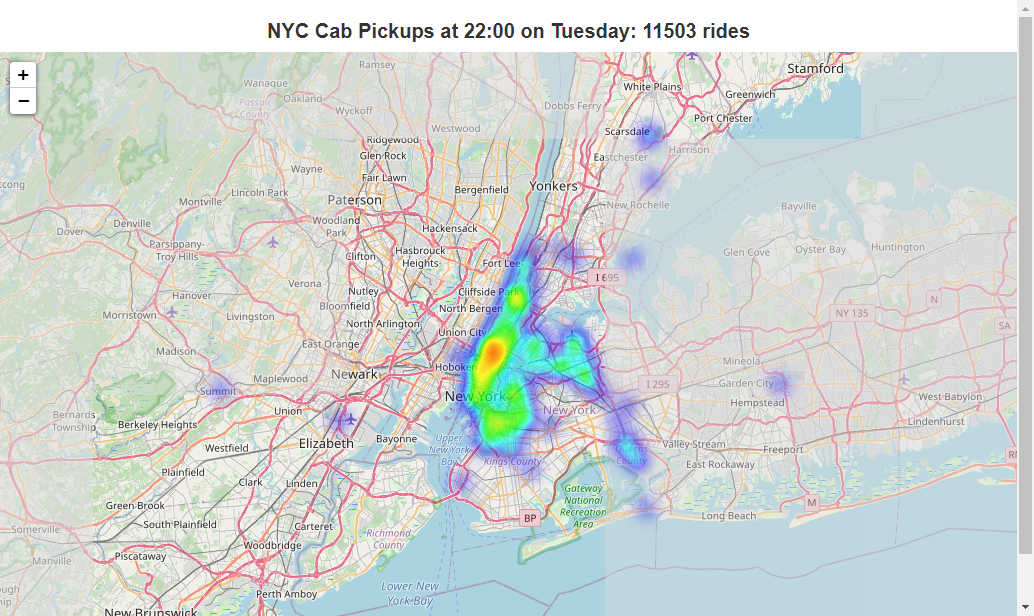 NYC Cab Pickups at 22:00 on Tuesday: 11503 rides
+
−
Ramsey
Stamford
White Plains
Greenwich
Wanaque
Oakland
Passaic
County
Wyckoff
Dobbs Ferry
Port Chester
Westwood
Scarsdale
Ridgewood
Harrison
Glen Rock
Eastchester
Wayne
Fair Lawn
Lincoln Park
Bergenfield
Yonkers
Montville
Paterson
New Rochelle
Bayville
Denville
Woodland
Park
Hackensack
Dover
Parsippany-
Troy Hills
Hasbrouck
Heights
Clifton
Glen Cove
Oyster Bay
Huntington
Fort Lee
I 695
Verona
Nutley
Cliffside Park
Hanover
Bloomfield
North Bergen
N
Morristown
Livingston
North Arlington
NY 135
SA
Union City
East Orange
Madison
Mineola
Hoboken
Newark
Maplewood
Summit
I 295
Garden City
New York
West Babylon
Hempstead
Bernards
Township
Union
New York
Berkeley Heights
Lindenhurst
Elizabeth
Bayonne
Upper
New York
Bay
Valley Stream
Freeport
Westfield
Queens
County
Kings County
East Rockaway
RN
Plainfield
Clark
Linden
Gateway
National
Recreation
Area
M
Green Brook
Long Beach
BP
South Plainfield
Carteret
Somerville
Richmond
County
Woodbridge
Piscataway
Manville
Lower New
York Bay
Perth Amboy
New Brunswick